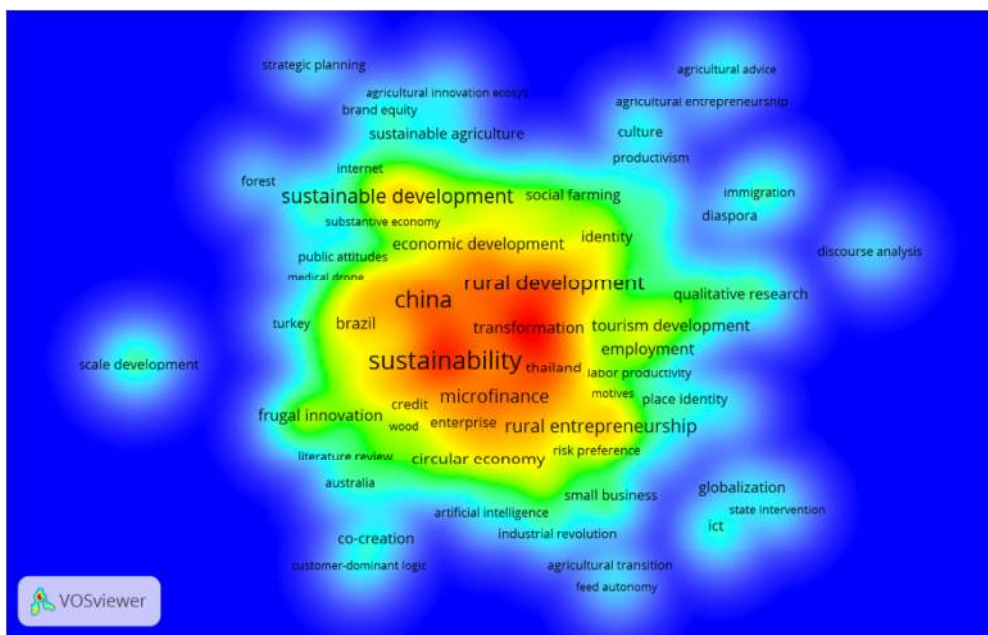 strategic planning
agricultural advice
agricultural innovation ecosys
agricultural entrepreneurship
brand equity
sustainable agriculture
culture
productivism
internet
forest
sustainable development
social farming
immigration
substantive economy
diaspora
economic development
identity
discourse analysis
public attitudes
medical drone
rural development
china
qualitative research
turkey
brazil
transformation
tourism development
employment
scale development
sustainability
thailand
labor productivity
microfinance
motives
place identity
credit
frugal innovation
wood
enterprise
rural entrepreneurship
risk preference
literature review
circular economy
australia
small business
globalization
artificial intelligence
state intervention
industrial revolution
ict
co-creation
customer-dominant logic
agricultural transition
feed autonomy
VOSviewer